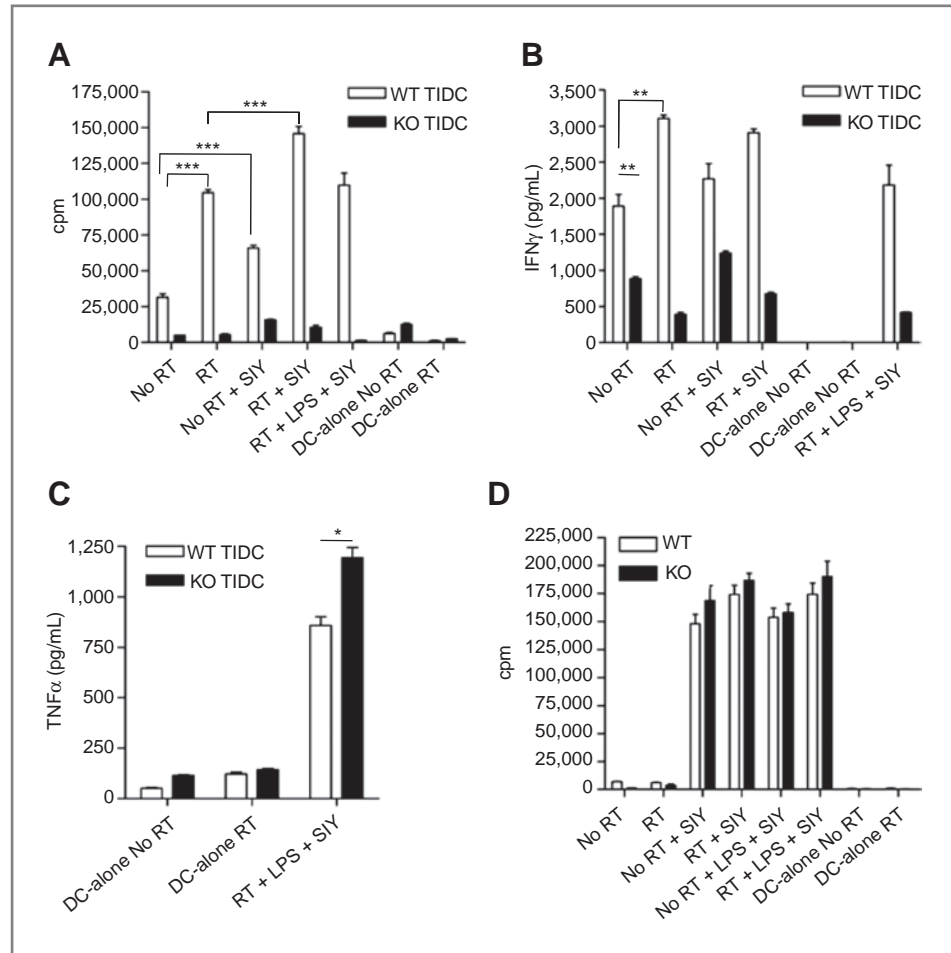 A
175,000
150,000
125,000
100,000
75,000
50,000
25,000
0
cpm
WT TIDC
KO TIDC
***
***
***
No RT
RT
No RT + SIY
RT + SIY
RT + LPS + SIY
DC-alone No RT
DC-alone RT
B
3,500
3,000
2,500
2,000
1,500
1,000
500
0
IFNγ (pg/mL)
WT TIDC
KO TIDC
**
**
No RT
RT
No RT + SIY
RT + SIY
DC-alone No RT
DC-alone No RT
RT + LPS + SIY
C
1,250
1,000
750
500
250
0
TNFα (pg/mL)
WT TIDC
KO TIDC
*
DC-alone No RT
DC-alone RT
RT + LPS + SIY
D
225,000
200,000
175,000
150,000
125,000
100,000
75,000
50,000
25,000
0
cpm
WT
KO
No RT
RT
No RT + SIY
RT + SIY
No RT + LPS + SIY
RT + LPS + SIY
DC-alone No RT
DC-alone RT